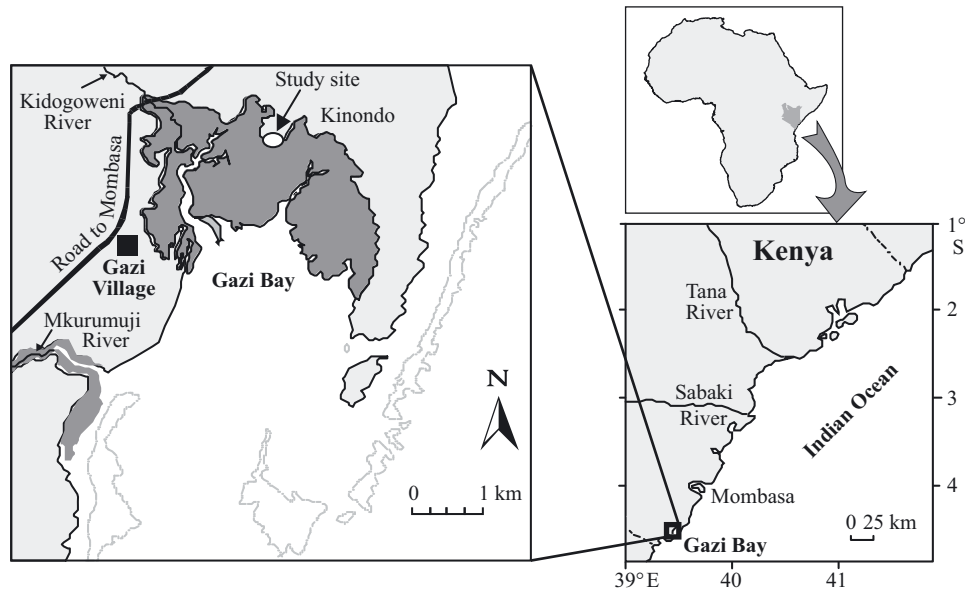 Study site
Kidogoweni
River
Kinondo
Road to Mombasa
Gazi
Village
Gazi Bay
Mkurumuji
River
N
0 1 km
1°
S
Kenya
Tana
River
2
Sabaki
River
3
Indian Ocean
4
Mombasa
0 25 km
Gazi Bay
39°E 40 41